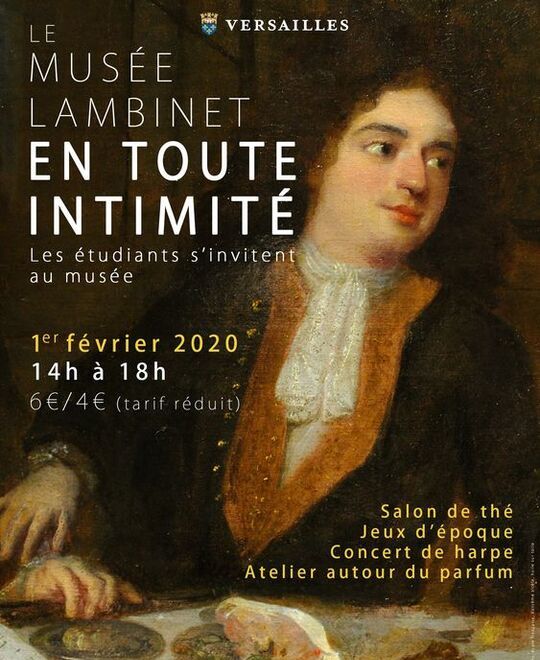 VERSAILLES
LE
MUSÉE
LAMBINET
EN TOUTE
INTIMITÉ
Les étudiants s'invitent
au musée
1er février 2020
14h à 18h
6€/4€ (tarif réduit)
Salon de thé
Jeux d'époque
Concert de harpe
Atelier autour du parfum